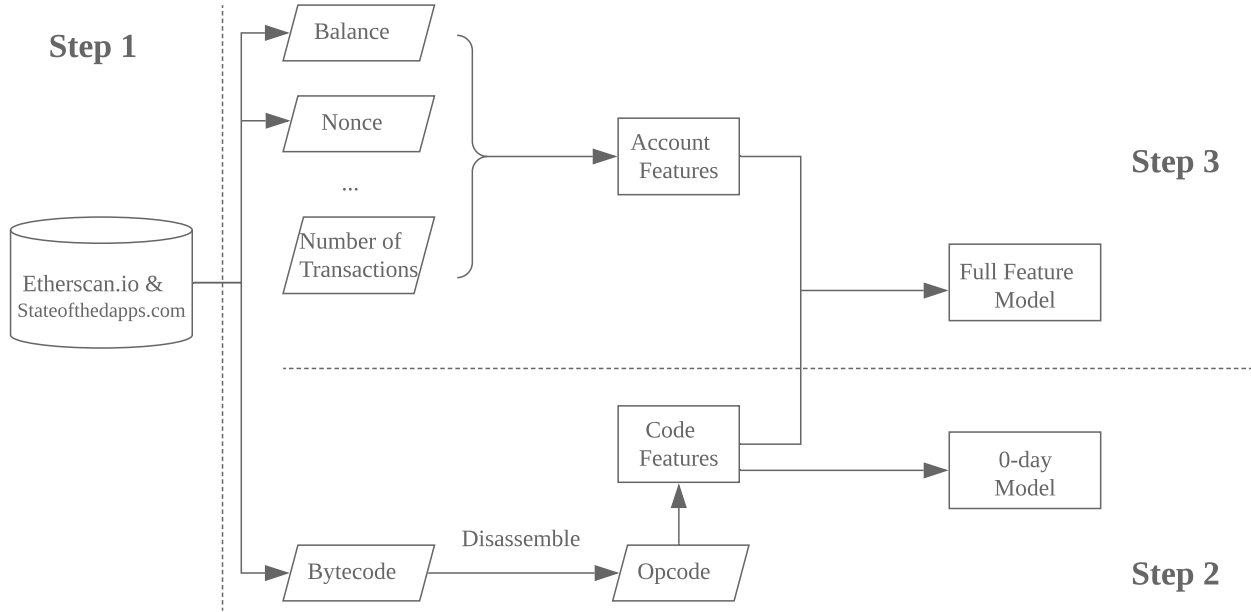 Step 1
Balance
Nonce
...
Number of
Transactions
Etherscan.io &
Stateofthedapps.com
Account
Features
Step 3
Full Feature
Model
Code
Features
0-day
Model
Disassemble
Bytecode
Opcode
Step 2